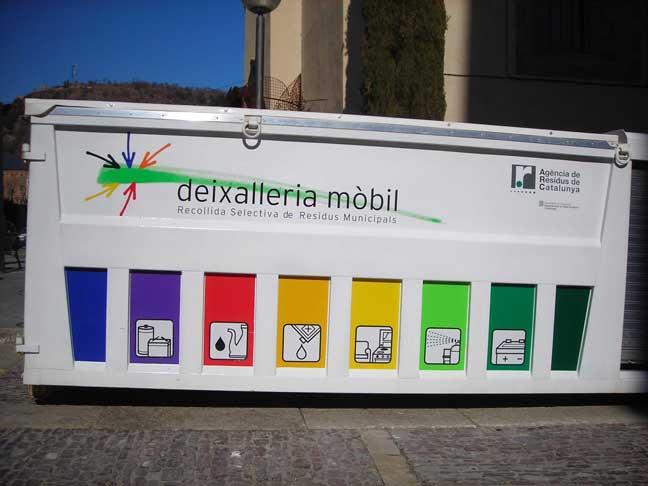 deixalleria mòbil
Recollida Selectiva de Residus Municipals
Agència de
Residus de
Catalunya